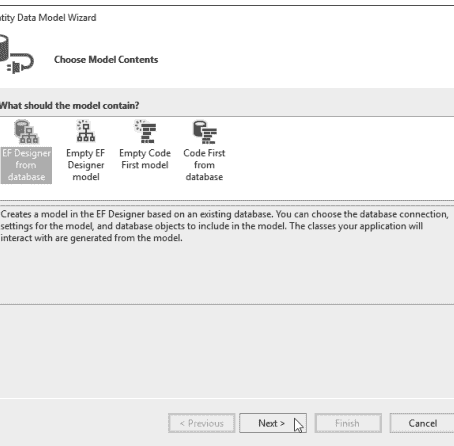 ntity Data Model Wizard
Choose Model Contents
What should the model contain?
EF Designer from database
Empty EF Designer model
Empty Code First model
Code First from database
Creates a model in the EF Designer based on an existing database. You can choose the database connection,
settings for the model, and database objects to include in the model. The classes your application will
interact with are generated from the model.
< Previous
Next >
Finish
Cancel